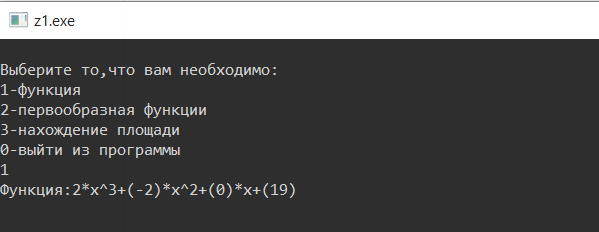 z1.exe
Выберите то,что вам необходимо:
1-функция
2-первообразная функции
3-нахождение площади
0-выйти из программы
1
Функция:2*x^3+(-2)*x^2+(0)*x+(19)